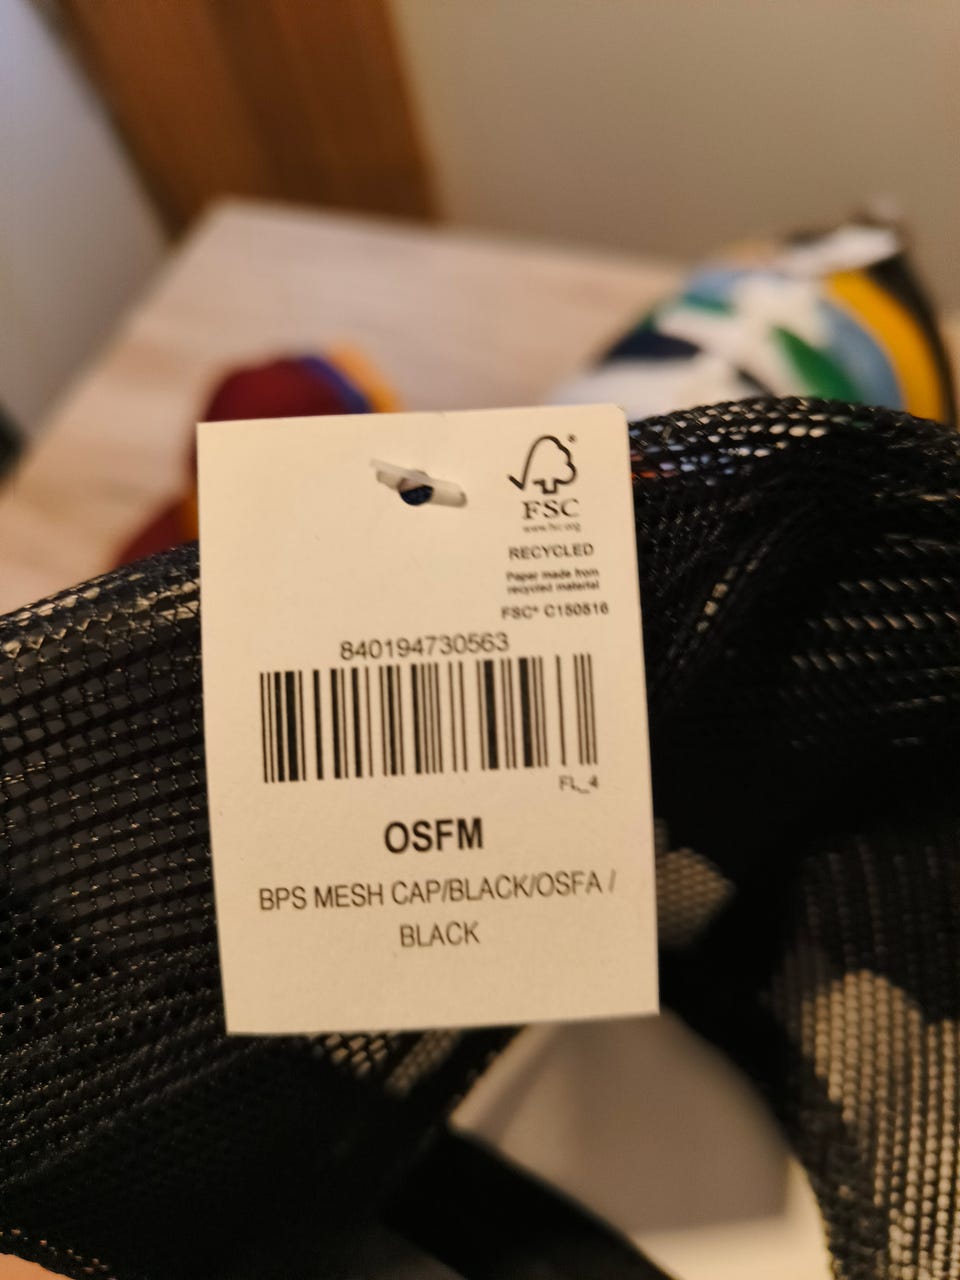 FSC®
www.fsc.org
RECYCLED
Paper made from
recycled material
FSC® C150516
840194730563
FL_4
OSFM
BPS MESH CAP/BLACK/OSFA /
BLACK